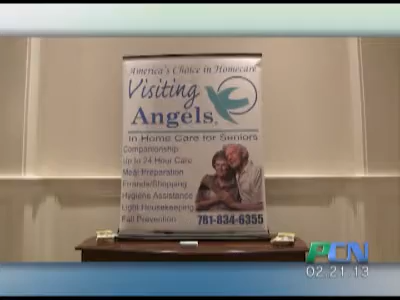 America's Choice in Homecare
Visiting
Angels
In Home Care for Seniors
Companionship
Up to 24 Hour Care
Meal Preparation
Errands/Shopping
Hygiene Assistance
Light Housekeeping
Fall Prevention
781-834-6355
PCN
02.21.13